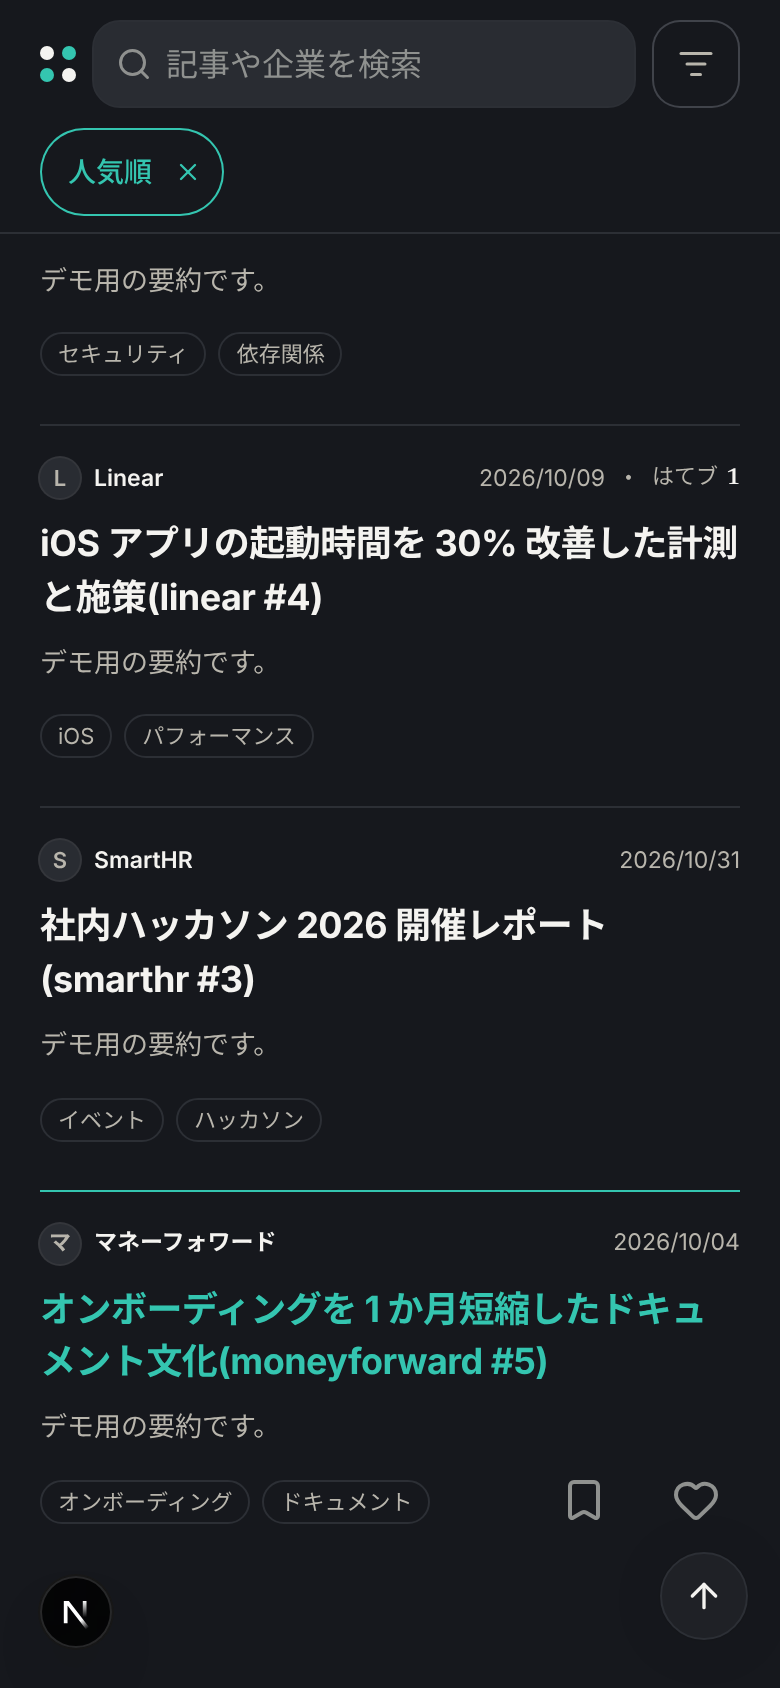 記事や企業を検索
人気順
デモ用の要約です。
セキュリティ 依存関係
L Linear 2026/10/09 ・ はてブ 1
iOS アプリの起動時間を 30% 改善した計測
と施策(linear #4)
デモ用の要約です。
iOS パフォーマンス
S SmartHR 2026/10/31
社内ハッカソン 2026 開催レポート
(smarthr #3)
デモ用の要約です。
イベント ハッカソン
マ マネーフォワード 2026/10/04
オンボーディングを 1 か月短縮したドキュ
メント文化(moneyforward #5)
デモ用の要約です。
オンボーディング ドキュメント
N